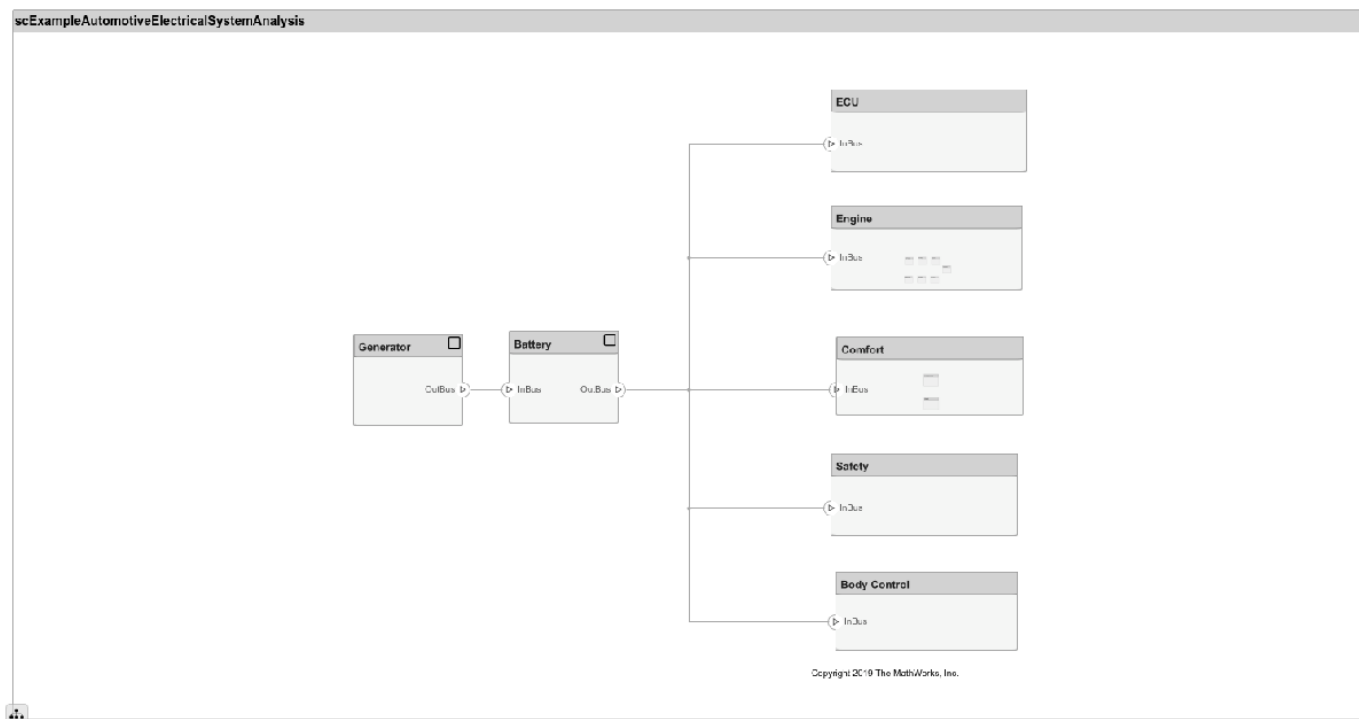 scExampleAutomotiveElectricalSystemAnalysis
ECU
InBus
Engine
InBus
Generator
OutBus
Battery
InBus
OutBus
Comfort
InBus
Safety
InBus
Body Control
InBus
Copyright 2019 The MathWorks, Inc.